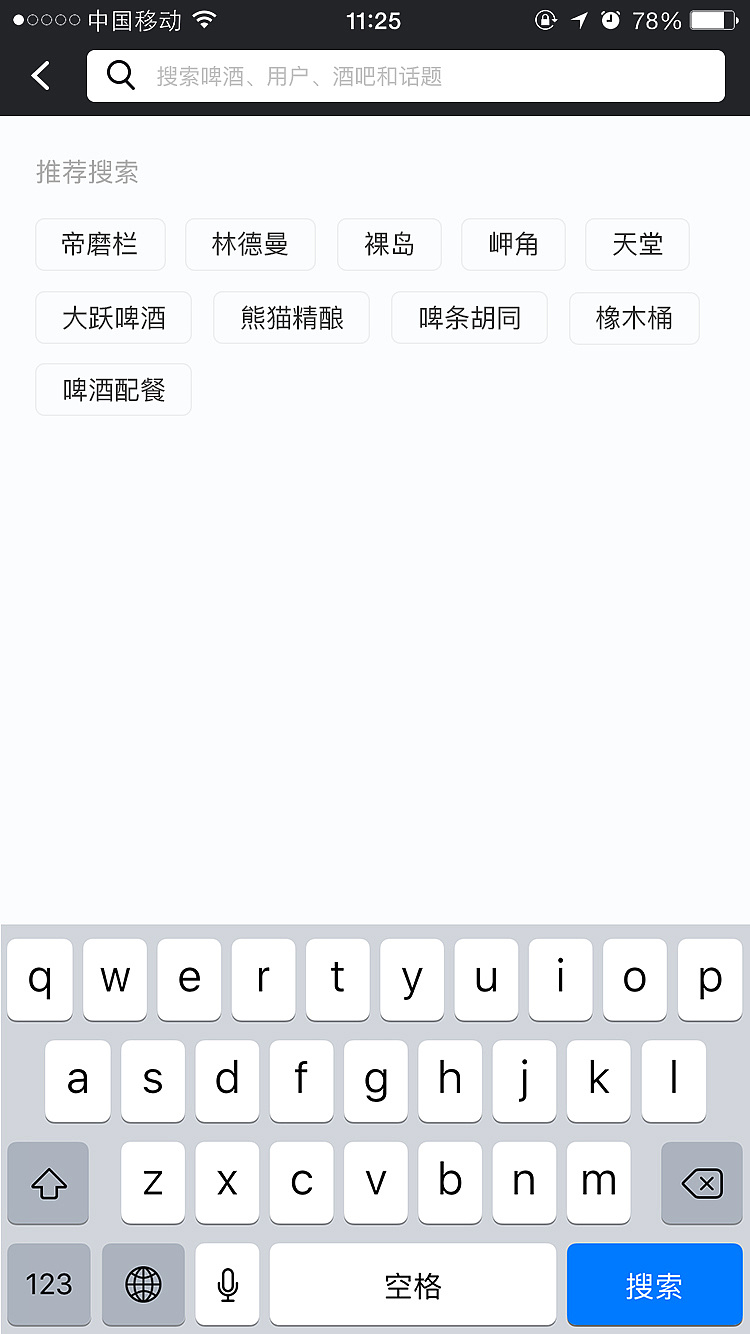 中国移动 11:25 78%
搜索啤酒、用户、酒吧和话题
推荐搜索
帝磨栏 林德曼 裸岛 岬角 天堂
大跃啤酒 熊猫精酿 啤条胡同 橡木桶
啤酒配餐
q w e r t y u i o p
a s d f g h j k l
z x c v b n m
123 空格 搜索